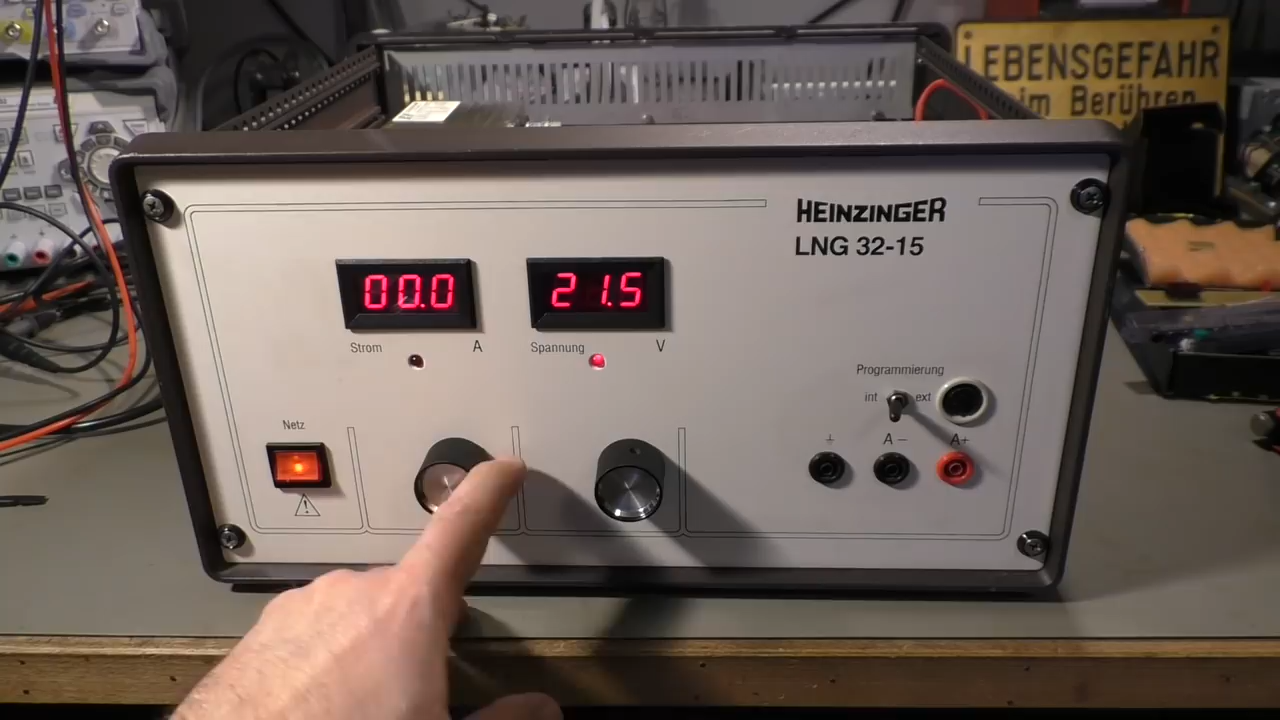 LEBENSGEFAHR
im Berühren
HEINZINGER
LNG 32-15
00.0
21.5
Strom
A
Spannung
V
Programmierung
int
ext
Netz
A -
A+